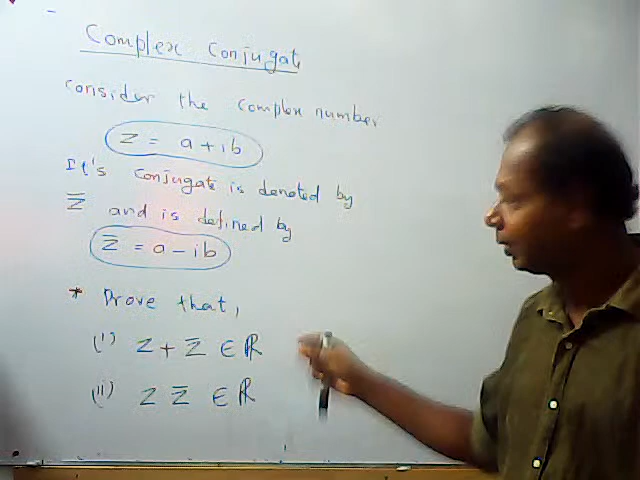 Complex Conjugate
Consider the complex number
z = a + ib
It's conjugate is denoted by
z̅ and is defined by
z̅ = a - ib
* Prove that,
(i) z + z̅ ∈ ℝ
(ii) z z̅ ∈ ℝ